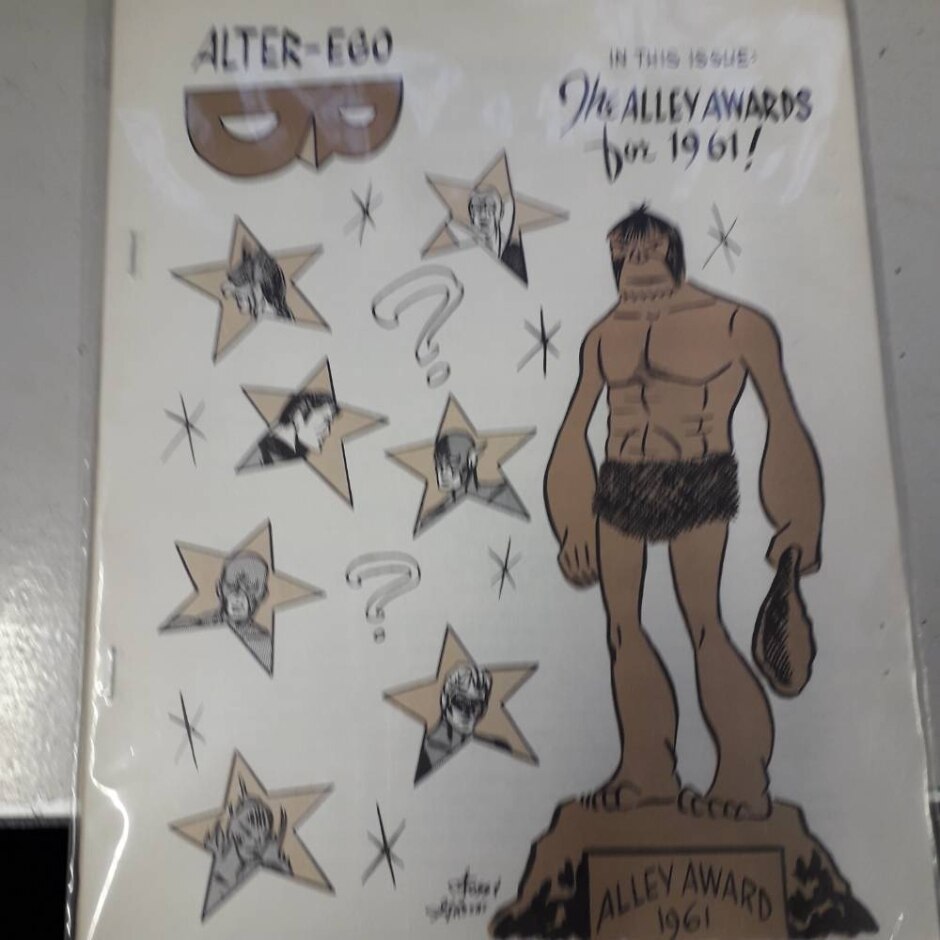 ALTER-EGO
IN THIS ISSUE:
The ALLEY AWARDS
for 1961!
?
?
ALLEY AWARD
1961